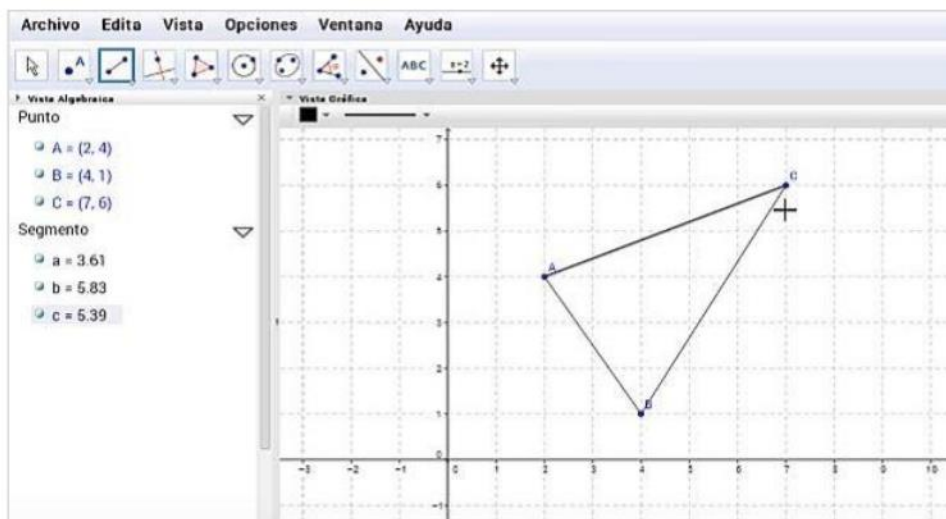 Archivo Edita Vista Opciones Ventana Ayuda
A
ABC
a=2
Vista Algebraica
Vista Gráfica
Punto
A = (2, 4)
B = (4, 1)
C = (7, 6)
Segmento
a = 3.61
b = 5.83
c = 5.39
7
6
5
4
3
2
1
0
-1
-3 -2 -1 0 1 2 3 4 5 6 7 8 9 10
A
B
C